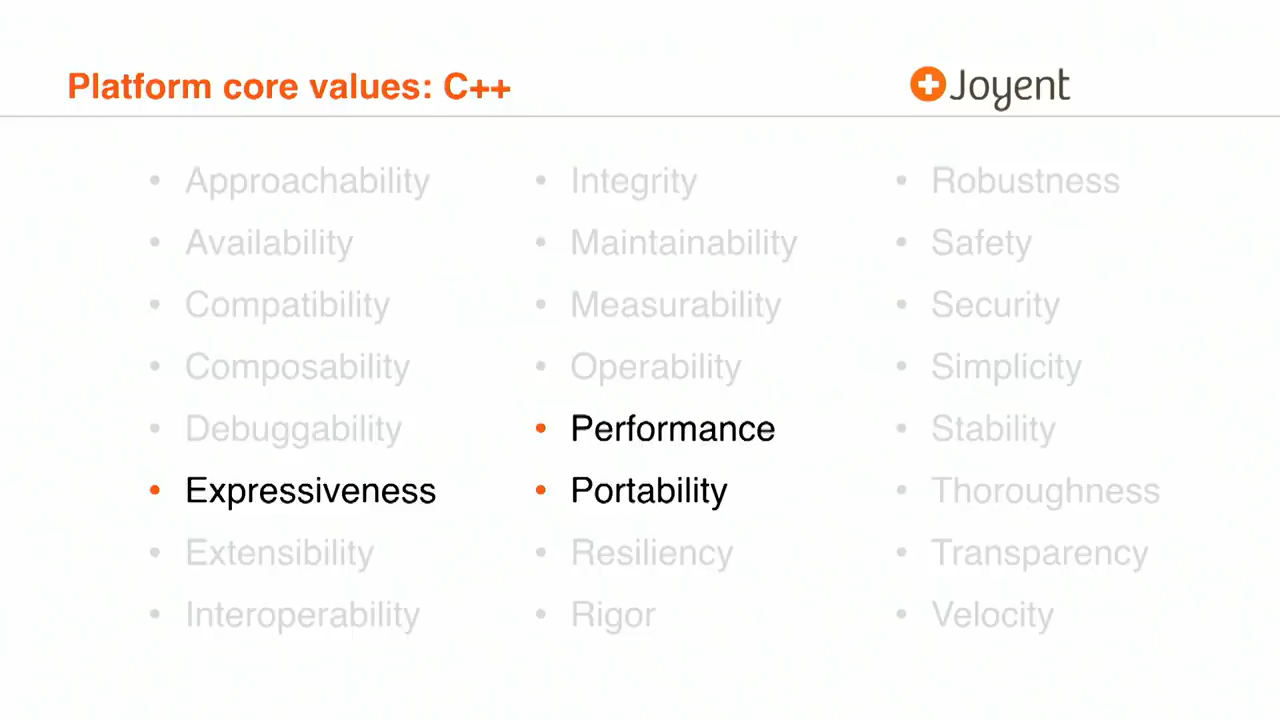 Platform core values: C++
Joyent
• Approachability
• Availability
• Compatibility
• Composability
• Debuggability
• Expressiveness
• Extensibility
• Interoperability
• Integrity
• Maintainability
• Measurability
• Operability
• Performance
• Portability
• Resiliency
• Rigor
• Robustness
• Safety
• Security
• Simplicity
• Stability
• Thoroughness
• Transparency
• Velocity